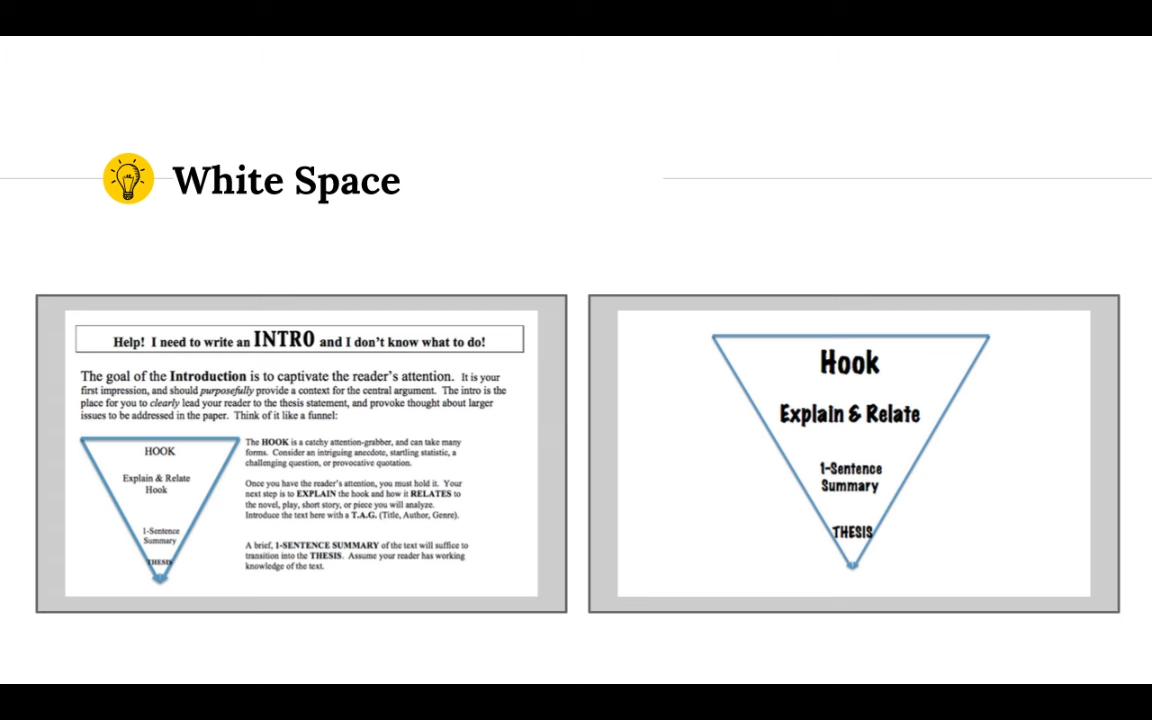 White Space
Help! I need to write an INTRO and I don't know what to do!
The goal of the Introduction is to captivate the reader's attention. It is your
first impression, and should purposefully provide a context for the central argument. The intro is the
place for you to clearly lead your reader to the thesis statement, and provoke thought about larger
issues to be addressed in the paper. Think of it like a funnel:
HOOK
Explain & Relate
Hook
1-Sentence
Summary
THESIS
The HOOK is a catchy attention-grabber, and can take many
forms. Consider an intriguing anecdote, startling statistic, a
challenging question, or provocative quotation.
Once you have the reader's attention, you must hold it. Your
next step is to EXPLAIN the hook and how it RELATES to
the novel, play, short story, or piece you will analyze.
Introduce the text here with a T.A.G. (Title, Author, Genre).
A brief, 1-SENTENCE SUMMARY of the text will suffice to
transition into the THESIS. Assume your reader has working
knowledge of the text.
Hook
Explain & Relate
1-Sentence
Summary
THESIS